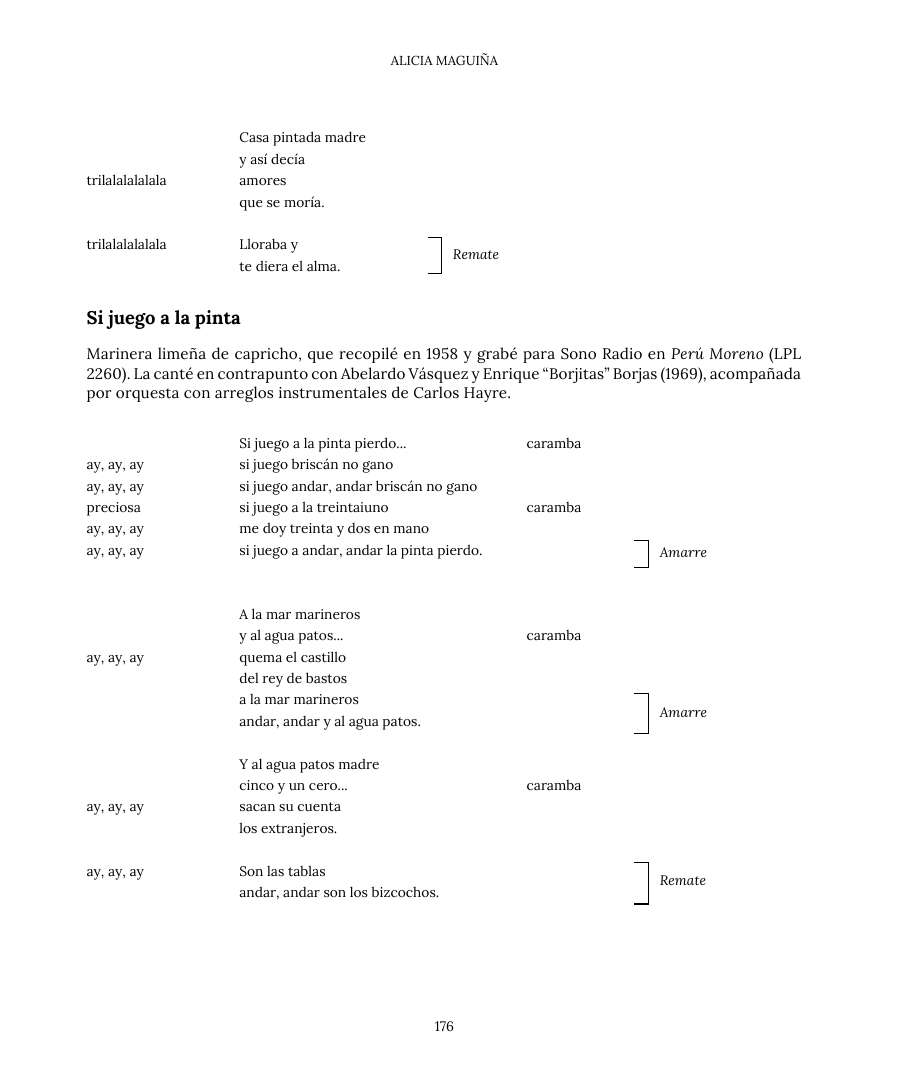 ALICIA MAGUIÑA
Casa pintada madre
y así decía
trilalalalalala amores
que se moría.
trilalalalalala Lloraba y
te diera el alma.
Remate
Si juego a la pinta
Marinera limeña de capricho, que recopilé en 1958 y grabé para Sono Radio en Perú Moreno (LPL
2260). La canté en contrapunto con Abelardo Vásquez y Enrique “Borjitas” Borjas (1969), acompañada
por orquesta con arreglos instrumentales de Carlos Hayre.
Si juego a la pinta pierdo... caramba
ay, ay, ay si juego briscán no gano
ay, ay, ay si juego andar, andar briscán no gano
preciosa si juego a la treintaiuno caramba
ay, ay, ay me doy treinta y dos en mano
ay, ay, ay si juego a andar, andar la pinta pierdo. Amarre
A la mar marineros
y al agua patos... caramba
ay, ay, ay quema el castillo
del rey de bastos
a la mar marineros
Amarre
andar, andar y al agua patos.
Y al agua patos madre
cinco y un cero... caramba
ay, ay, ay sacan su cuenta
los extranjeros.
ay, ay, ay Son las tablas
Remate
andar, andar son los bizcochos.
176